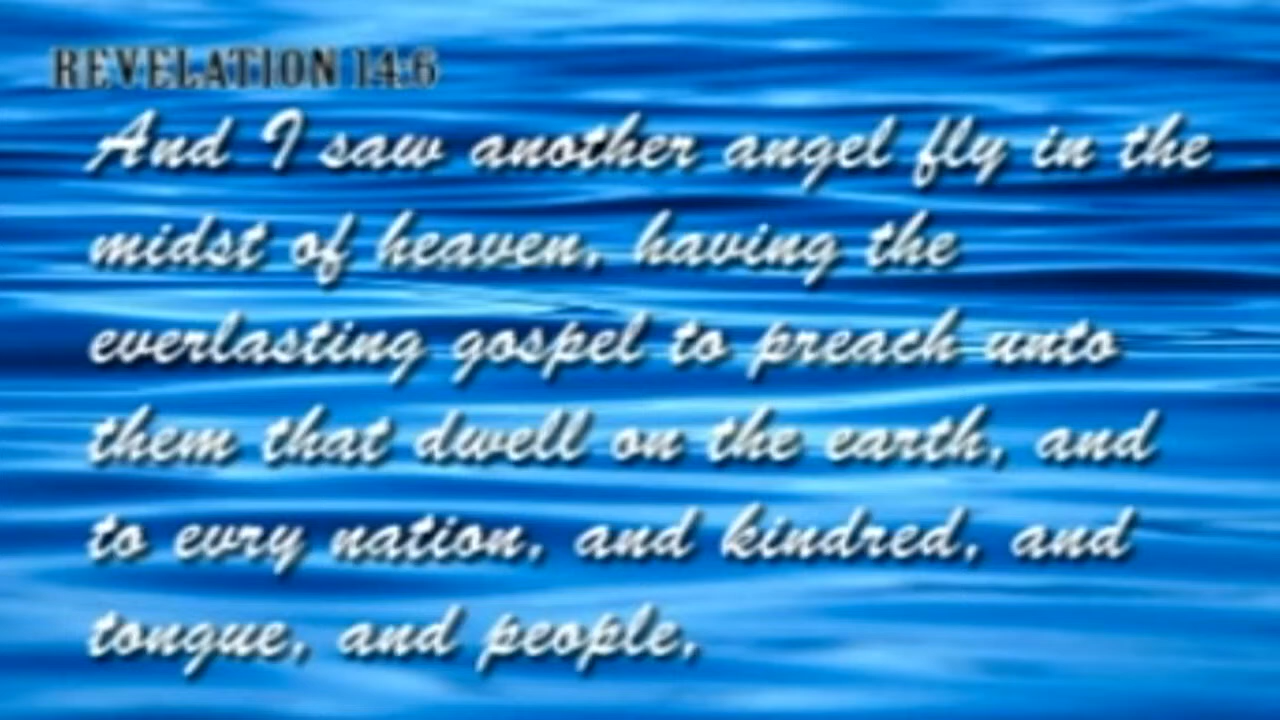 REVELATION 14:6
And I saw another angel fly in the
midst of heaven, having the
everlasting gospel to preach unto
them that dwell on the earth, and
to evry nation, and kindred, and
tongue, and people,